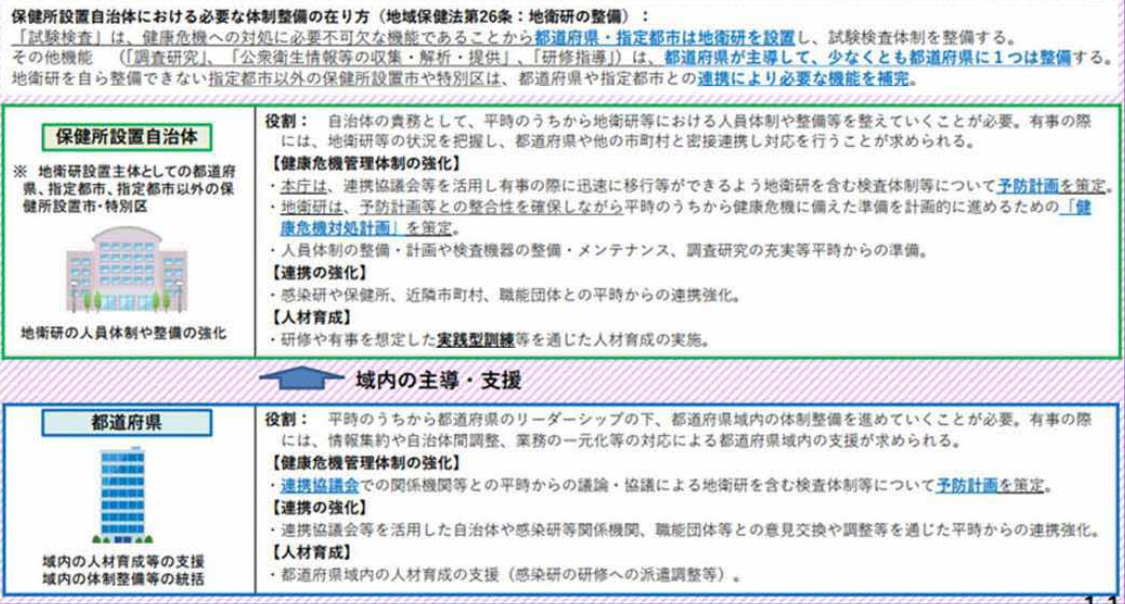 保健所設置自治体における必要な体制整備の在り方（地域保健法第26条：地衛研の整備）：
「試験検査」は、健康危機への対処に必要不可欠な機能であることから都道府県・指定都市は地衛研を設置し、試験検査体制を整備する。
その他機能　（「調査研究」、「公衆衛生情報等の収集・解析・提供」、「研修指導」）は、都道府県が主導して、少なくとも都道府県に１つは整備する。
地衛研を自ら整備できない指定都市以外の保健所設置市や特別区は、都道府県や指定都市との連携により必要な機能を補完。
保健所設置自治体
※　地衛研設置主体としての都道府
県、指定都市、指定都市以外の保
健所設置市・特別区
地衛研の人員体制や整備の強化
役割：　自治体の責務として、平時のうちから地衛研等における人員体制や整備等を整えていくことが必要。有事の際
には、地衛研等の状況を把握し、都道府県や他の市町村と密接連携し対応を行うことが求められる。
【健康危機管理体制の強化】
・本庁は、連携協議会等を活用し有事の際に迅速に移行等ができるよう地衛研を含む検査体制等について予防計画を策定。
・地衛研は、予防計画等との整合性を確保しながら平時のうちから健康危機に備えた準備を計画的に進めるための「健
康危機対処計画」を策定。
・人員体制の整備・計画や検査機器の整備・メンテナンス、調査研究の充実等平時からの準備。
【連携の強化】
・感染研や保健所、近隣市町村、職能団体との平時からの連携強化。
【人材育成】
・研修や有事を想定した実践型訓練等を通じた人材育成の実施。
域内の主導・支援
都道府県
域内の人材育成等の支援
域内の体制整備等の統括
役割：　平時のうちから都道府県のリーダーシップの下、都道府県域内の体制整備を進めていくことが必要。有事の際
には、情報集約や自治体間調整、業務の一元化等の対応による都道府県域内の支援が求められる。
【健康危機管理体制の強化】
・連携協議会での関係機関等との平時からの議論・協議による地衛研を含む検査体制等について予防計画を策定。
【連携の強化】
・連携協議会等を活用した自治体や感染研等関係機関、職能団体等との意見交換や調整等を通じた平時からの連携強化。
【人材育成】
・都道府県域内の人材育成の支援（感染研の研修への派遣調整等）。